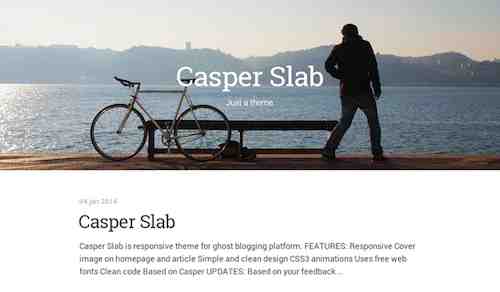 Casper Slab
Just a theme
04 jan 2014
Casper Slab
Casper Slab is responsive theme for ghost blogging platform. FEATURES: Responsive Cover
image on homepage and article Simple and clean design CSS3 animations Uses free web
fonts Clean code Based on Casper UPDATES: Based on your feedback...